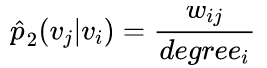 p̂₂(vⱼ|vᵢ) = wᵢⱼ / degreeᵢ